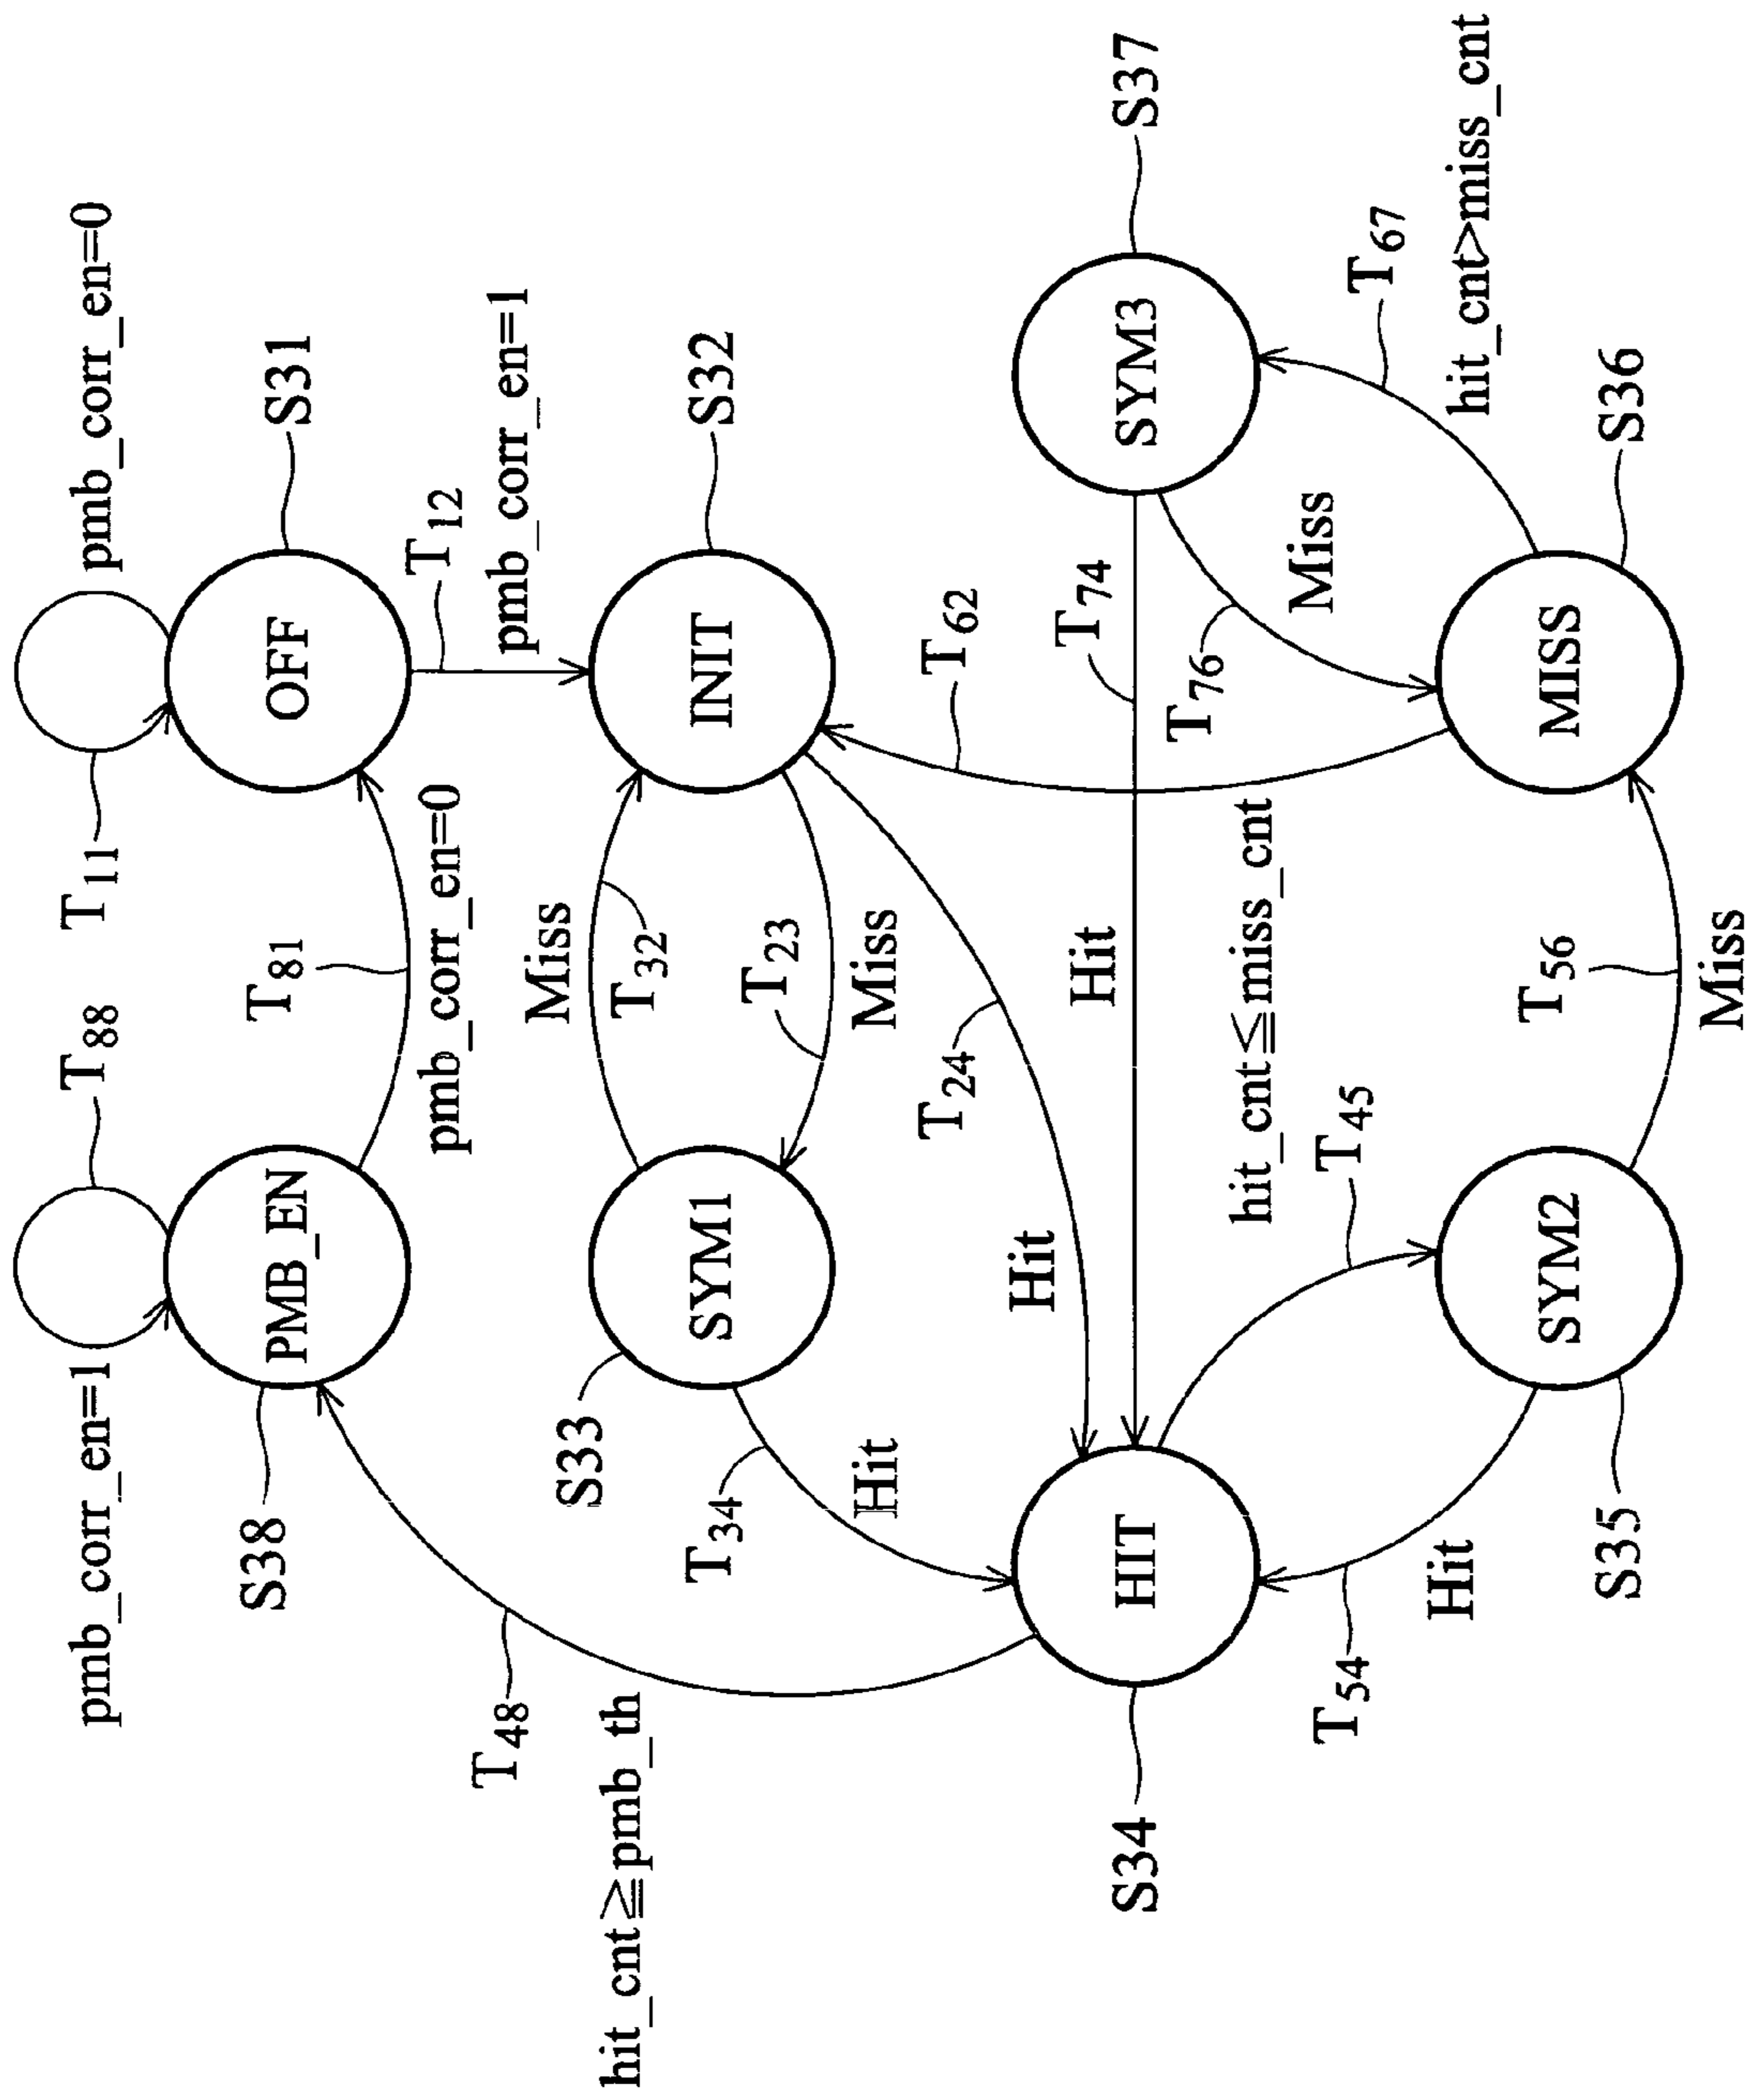 pmb_corr_en=1
T88
T11
pmb_corr_en=0
S38
PMB_EN
T81
pmb_corr_en=0
OFF
S31
T12
pmb_corr_en=1
T48
hit_cnt≧pmb_th
S33
SYM1
Miss
T32
T23
Miss
INIT
S32
T34
Hit
T24
Hit
T62
S34
HIT
Hit
T74
SYM3
S37
hit_cnt≦miss_cnt
T76
Miss
T67
hit_cnt>miss_cnt
T54
Hit
T45
S35
SYM2
T56
Miss
MISS
S36